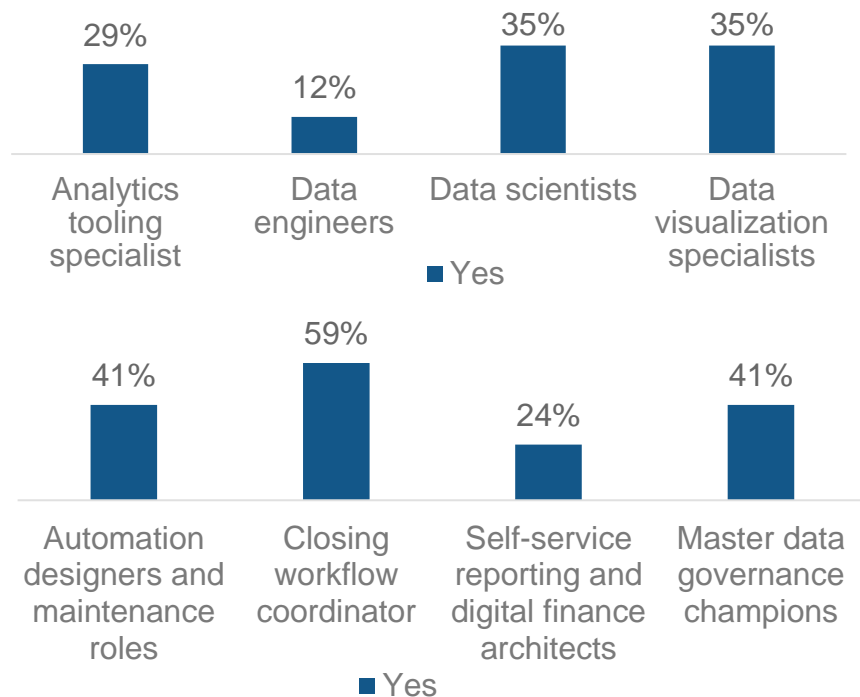 29%
12%
35%
35%
Analytics
tooling
specialist
Data
engineers
Data scientists
Data
visualization
specialists
Yes
41%
59%
24%
41%
Automation
designers and
maintenance
roles
Closing
workflow
coordinator
Self-service
reporting and
digital finance
architects
Master data
governance
champions
Yes